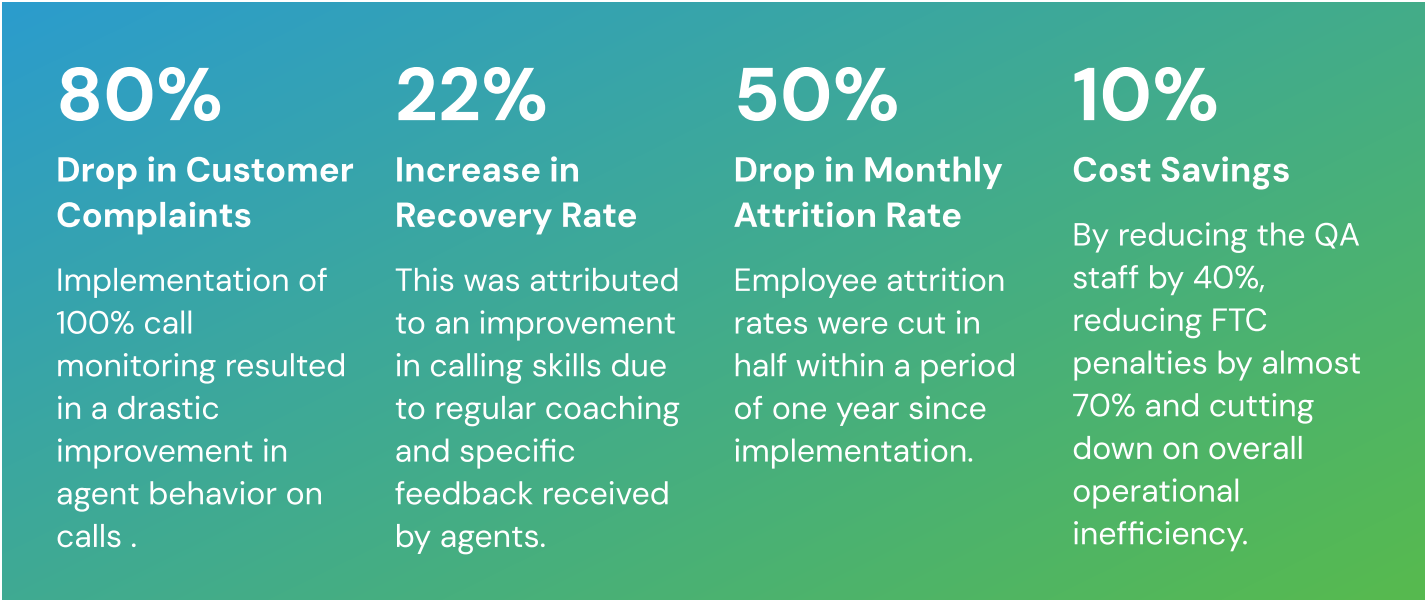 80%
Drop in Customer
Complaints
Implementation of
100% call
monitoring resulted
in a drastic
improvement in
agent behavior on
calls .
22%
Increase in
Recovery Rate
This was attributed
to an improvement
in calling skills due
to regular coaching
and specific
feedback received
by agents.
50%
Drop in Monthly
Attrition Rate
Employee attrition
rates were cut in
half within a period
of one year since
implementation.
10%
Cost Savings
By reducing the QA
staff by 40%,
reducing FTC
penalties by almost
70% and cutting
down on overall
operational
inefficiency.